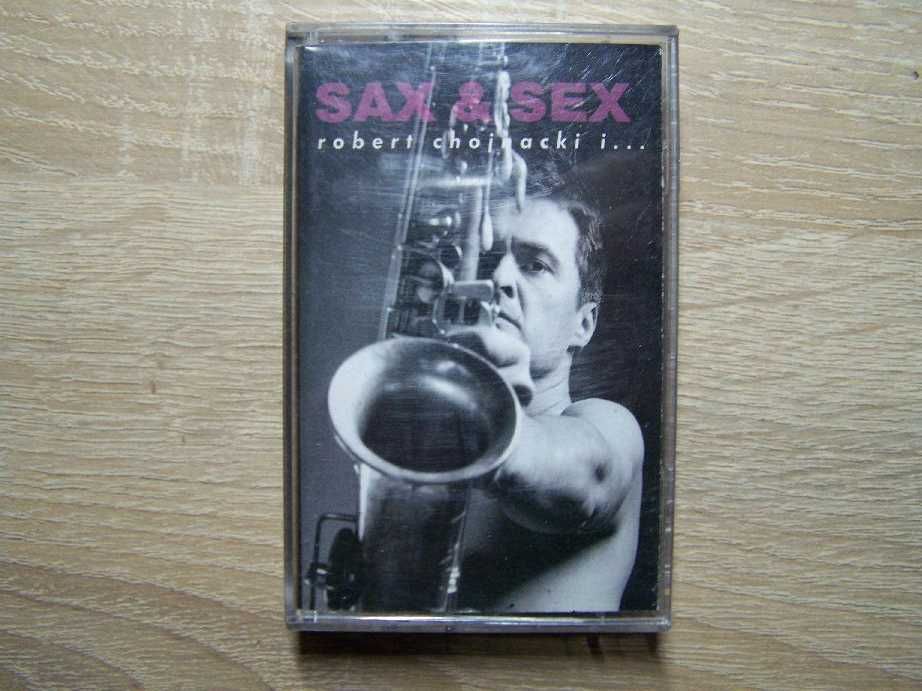 SAX & SEX
robert chojnacki i...